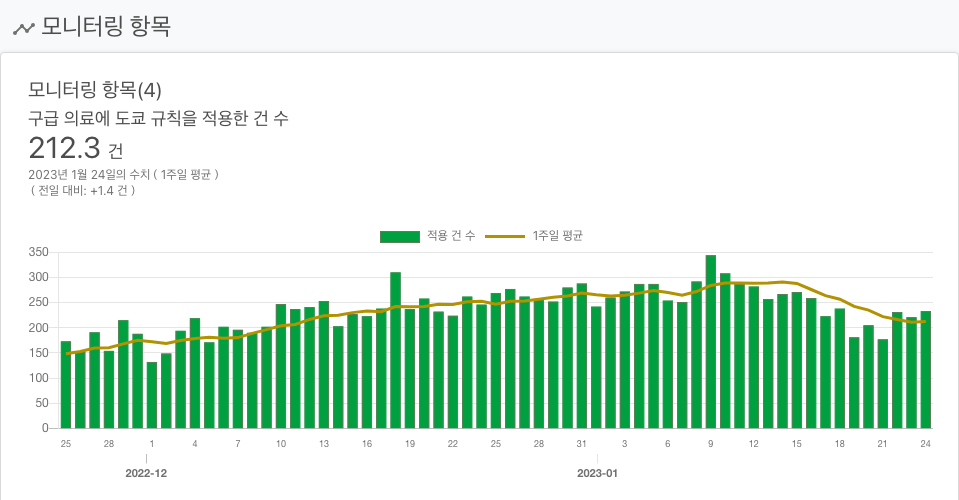 모니터링 항목
모니터링 항목(4)
구급 의료에 도쿄 규칙을 적용한 건 수
212.3 건
2023년 1월 24일의 수치 ( 1주일 평균 )
( 전일 대비: +1.4 건 )
적용 건 수 1주일 평균
350
300
250
200
150
100
50
0
25 28 1 4 7 10 13 16 19 22 25 28 31 3 6 9 12 15 18 21 24
2022-12 2023-01